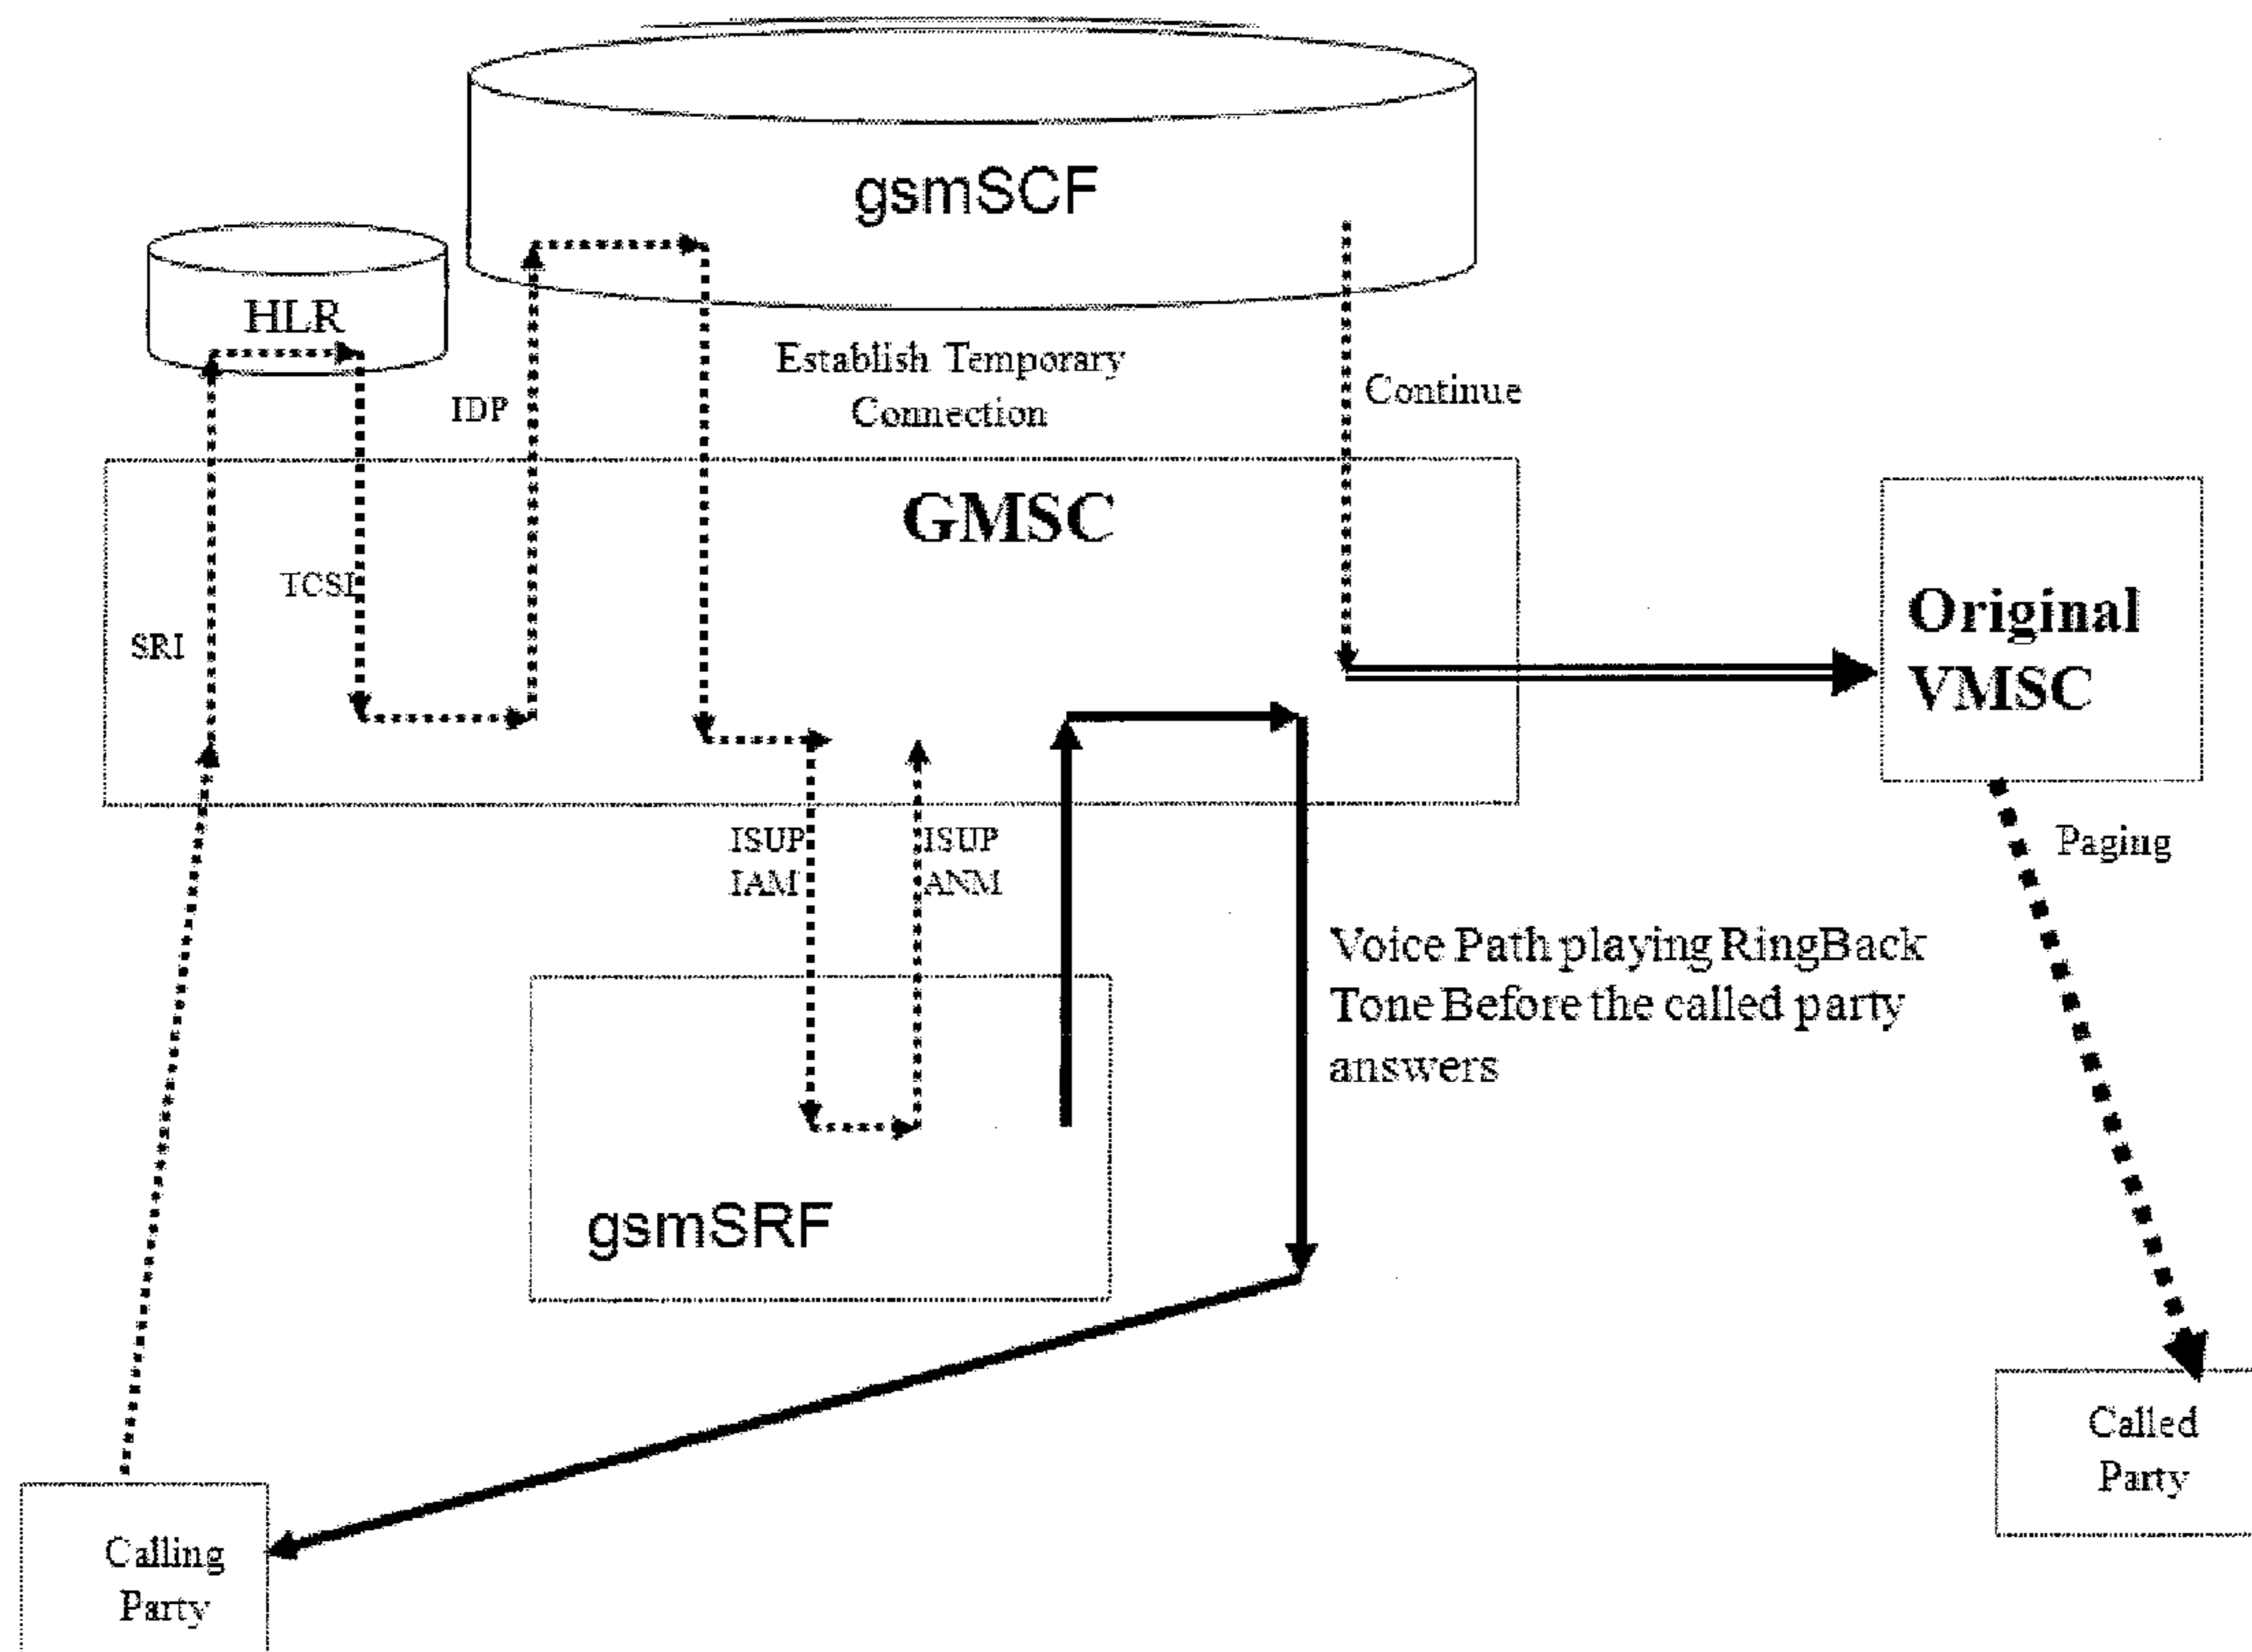 gsmSCF
HLR
Establish Temporary
Connection
IDP
Continue
GMSC
TCSI
SRI
Original
VMSC
ISUP
IAM
ISUP
ANM
Paging
Voice Path playing RingBack
Tone Before the called party
answers
gsmSRF
Called
Party
Calling
Party